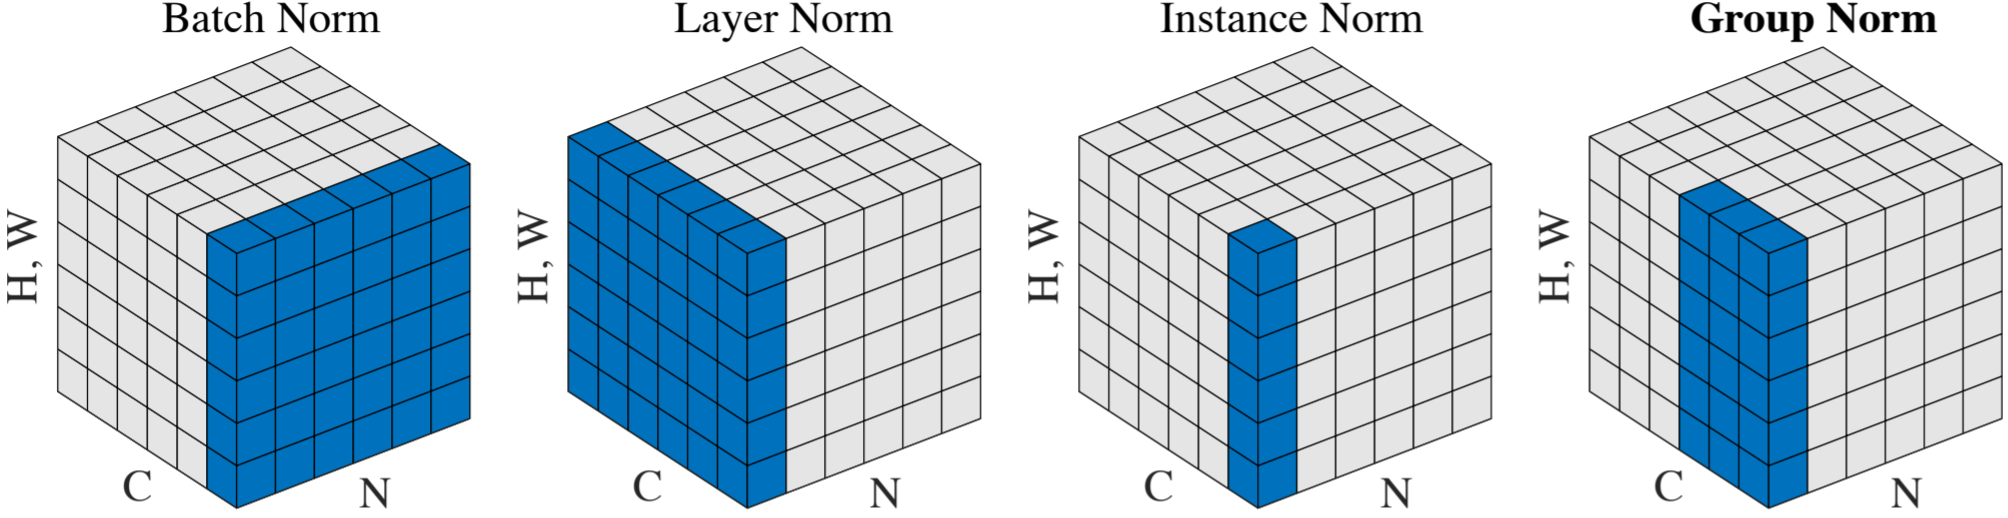 Batch Norm
Layer Norm
Instance Norm
Group Norm
H, W
C
N
H, W
C
N
H, W
C
N
H, W
C
N